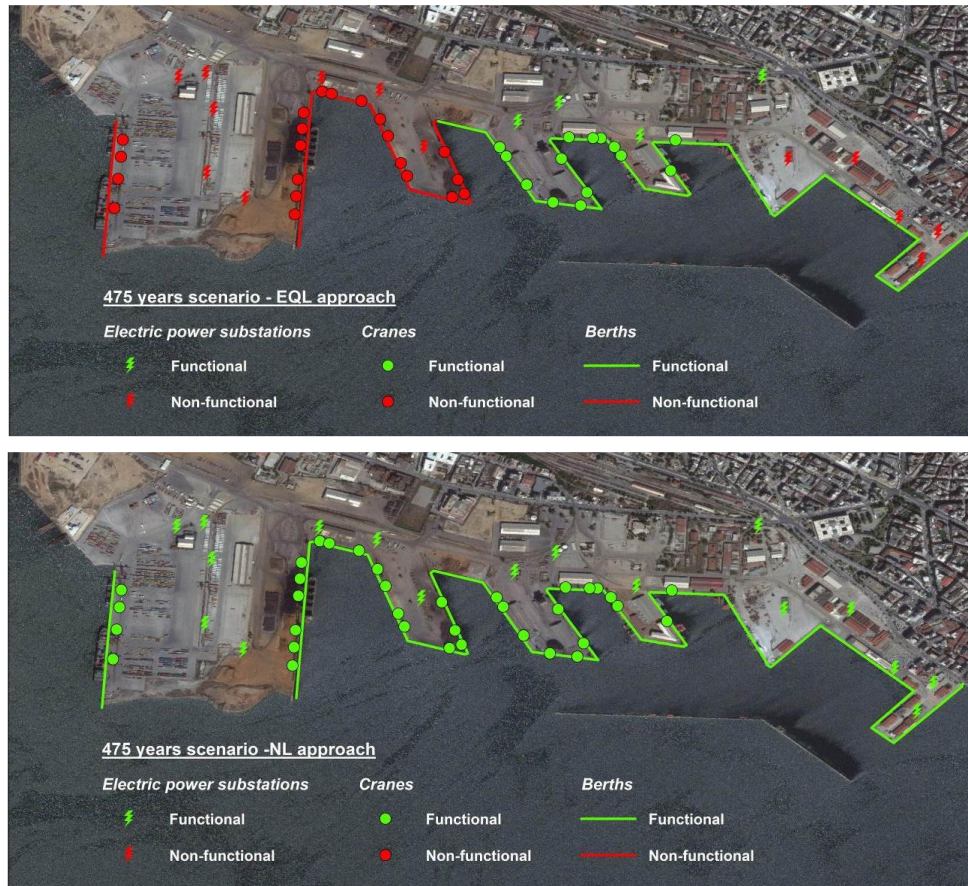 475 years scenario - EQL approach
Electric power substations Cranes Berths
Functional Functional Functional
Non-functional Non-functional Non-functional
475 years scenario -NL approach
Electric power substations Cranes Berths
Functional Functional Functional
Non-functional Non-functional Non-functional